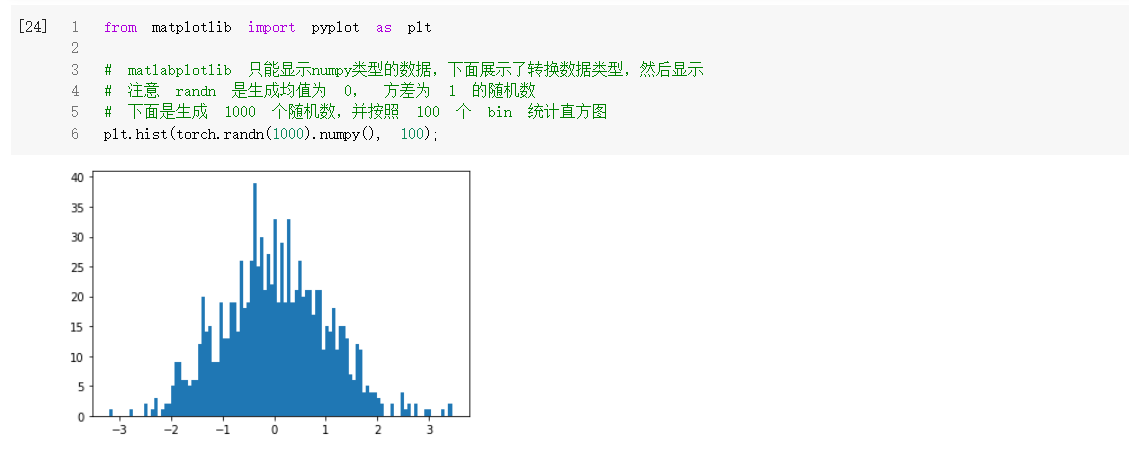 [24] 1 from matplotlib import pyplot as plt
2
3 # matlabplotlib 只能显示numpy类型的数据，下面展示了转换数据类型，然后显示
4 # 注意 randn 是生成均值为 0， 方差为 1 的随机数
5 # 下面是生成 1000 个随机数，并按照 100 个 bin 统计直方图
6 plt.hist(torch.randn(1000).numpy(), 100);
40
35
30
25
20
15
10
5
0
−3 −2 −1 0 1 2 3